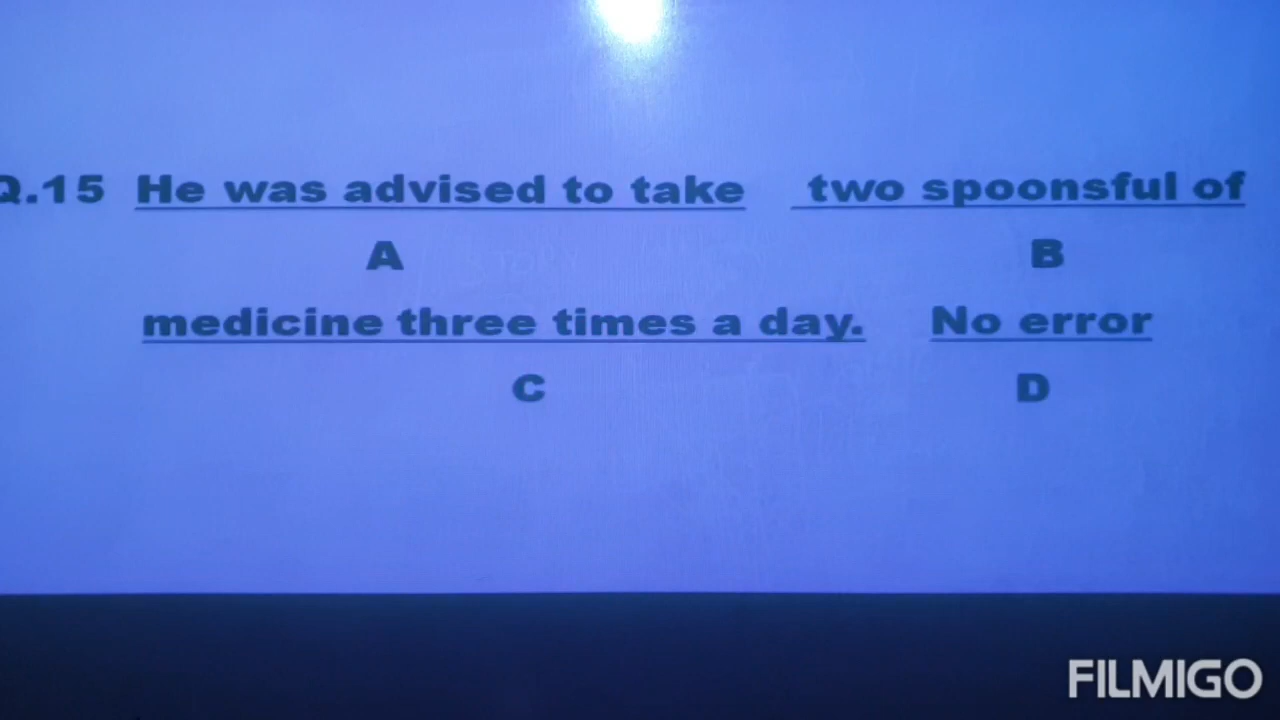 Q.15 He was advised to take two spoonsful of
A B
medicine three times a day. No error
C D
FILMIGO